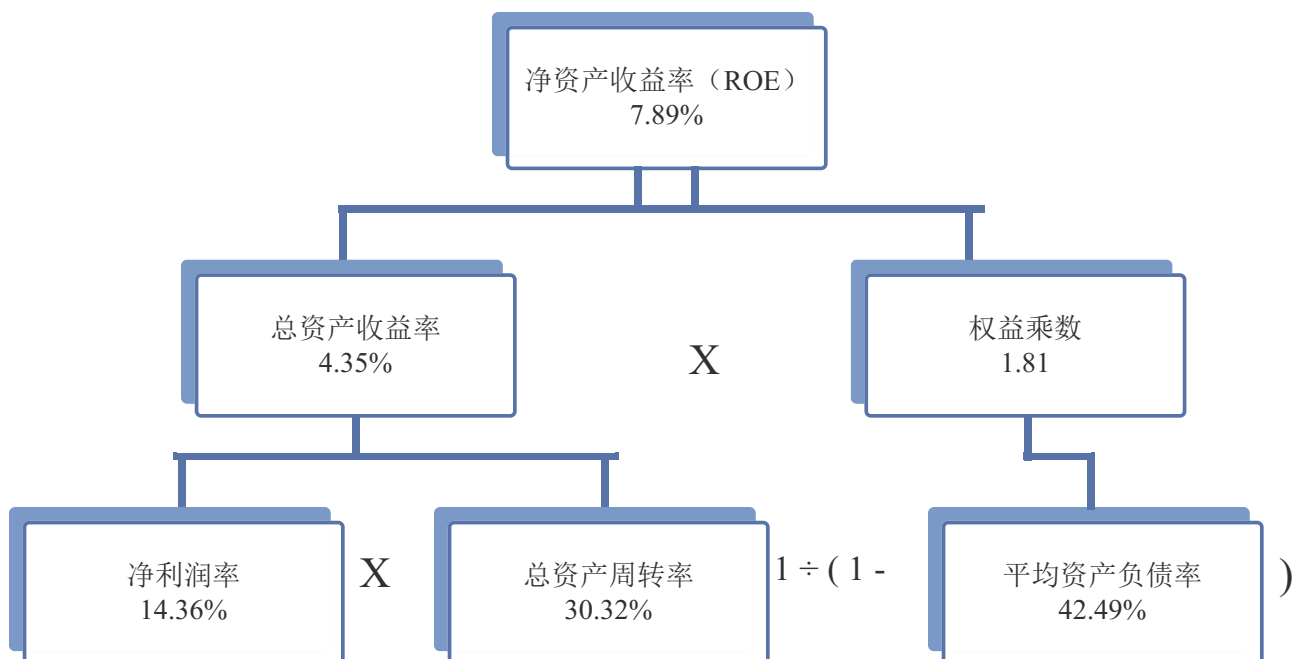 净资产收益率（ROE）
7.89%
总资产收益率
4.35%
X
权益乘数
1.81
净利润率
14.36%
X
总资产周转率
30.32%
1 ÷ ( 1 -
平均资产负债率
42.49%
)